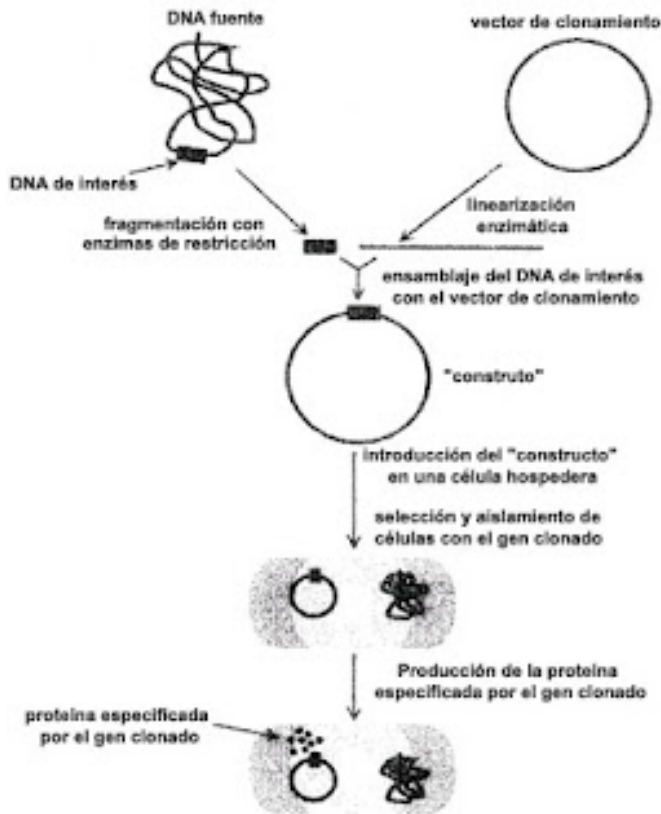 DNA fuente
vector de clonamiento
DNA de interés
fragmentación con
enzimas de restricción
linearización
enzimática
ensamblaje del DNA de interés
con el vector de clonamiento
"construto"
introducción del "constructo"
en una célula hospedera
selección y aislamiento de
células con el gen clonado
Producción de la proteína
especificada por el gen clonado
proteína especificada
por el gen clonado